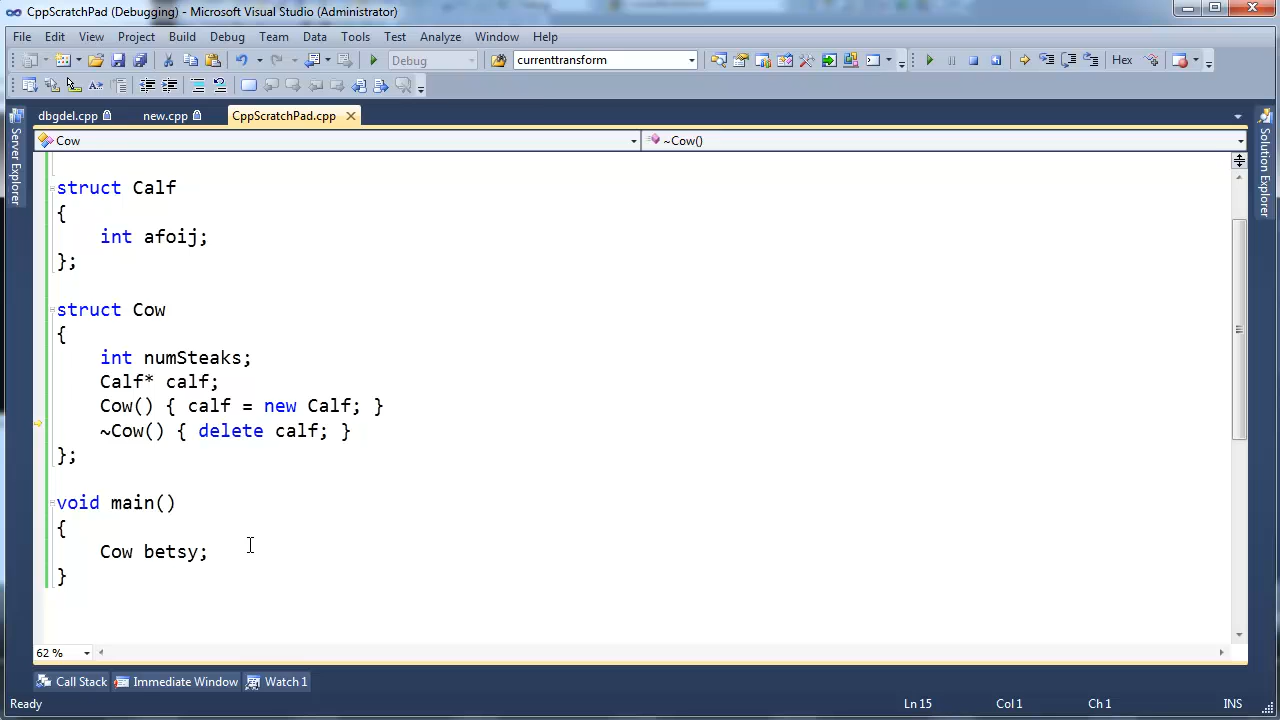 CppScratchPad (Debugging) - Microsoft Visual Studio (Administrator)
File Edit View Project Build Debug Team Data Tools Test Analyze Window Help
Debug currenttransform Hex
dbgdel.cpp new.cpp CppScratchPad.cpp
Cow ~Cow()
Server Explorer
Solution Explorer
struct Calf
{
int afoij;
};
struct Cow
{
int numSteaks;
Calf* calf;
Cow() { calf = new Calf; }
~Cow() { delete calf; }
};
void main()
{
Cow betsy;
}
62 %
Call Stack Immediate Window Watch 1
Ready Ln 15 Col 1 Ch 1 INS